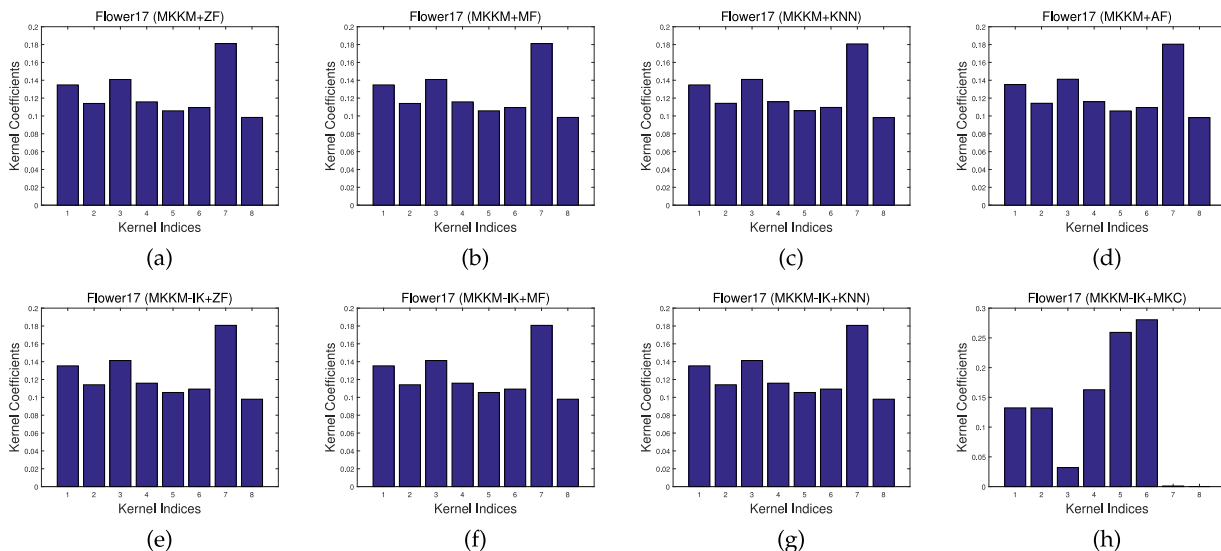 Flower17 (MKKM+ZF)
Kernel Coefficients
0.2
0.18
0.16
0.14
0.12
0.1
0.08
0.06
0.04
0.02
0
1 2 3 4 5 6 7 8
Kernel Indices
(a)
Flower17 (MKKM+MF)
Kernel Coefficients
0.2
0.18
0.16
0.14
0.12
0.1
0.08
0.06
0.04
0.02
0
1 2 3 4 5 6 7 8
Kernel Indices
(b)
Flower17 (MKKM+KNN)
Kernel Coefficients
0.2
0.18
0.16
0.14
0.12
0.1
0.08
0.06
0.04
0.02
0
1 2 3 4 5 6 7 8
Kernel Indices
(c)
Flower17 (MKKM+AF)
Kernel Coefficients
0.2
0.18
0.16
0.14
0.12
0.1
0.08
0.06
0.04
0.02
0
1 2 3 4 5 6 7 8
Kernel Indices
(d)
Flower17 (MKKM-IK+ZF)
Kernel Coefficients
0.2
0.18
0.16
0.14
0.12
0.1
0.08
0.06
0.04
0.02
0
1 2 3 4 5 6 7 8
Kernel Indices
(e)
Flower17 (MKKM-IK+MF)
Kernel Coefficients
0.2
0.18
0.16
0.14
0.12
0.1
0.08
0.06
0.04
0.02
0
1 2 3 4 5 6 7 8
Kernel Indices
(f)
Flower17 (MKKM-IK+KNN)
Kernel Coefficients
0.2
0.18
0.16
0.14
0.12
0.1
0.08
0.06
0.04
0.02
0
1 2 3 4 5 6 7 8
Kernel Indices
(g)
Flower17 (MKKM-IK+MKC)
Kernel Coefficients
0.3
0.25
0.2
0.15
0.1
0.05
0
1 2 3 4 5 6 7 8
Kernel Indices
(h)